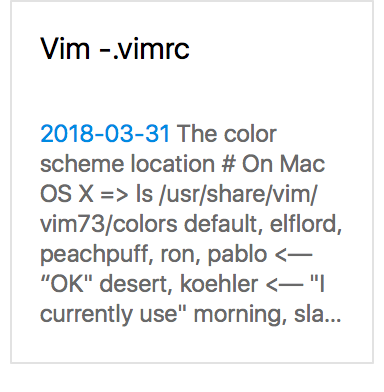 Vim -.vimrc
2018-03-31 The color
scheme location # On Mac
OS X => ls /usr/share/vim/
vim73/colors default, elflord,
peachpuff, ron, pablo <—
“OK" desert, koehler <— "I
currently use" morning, sla...